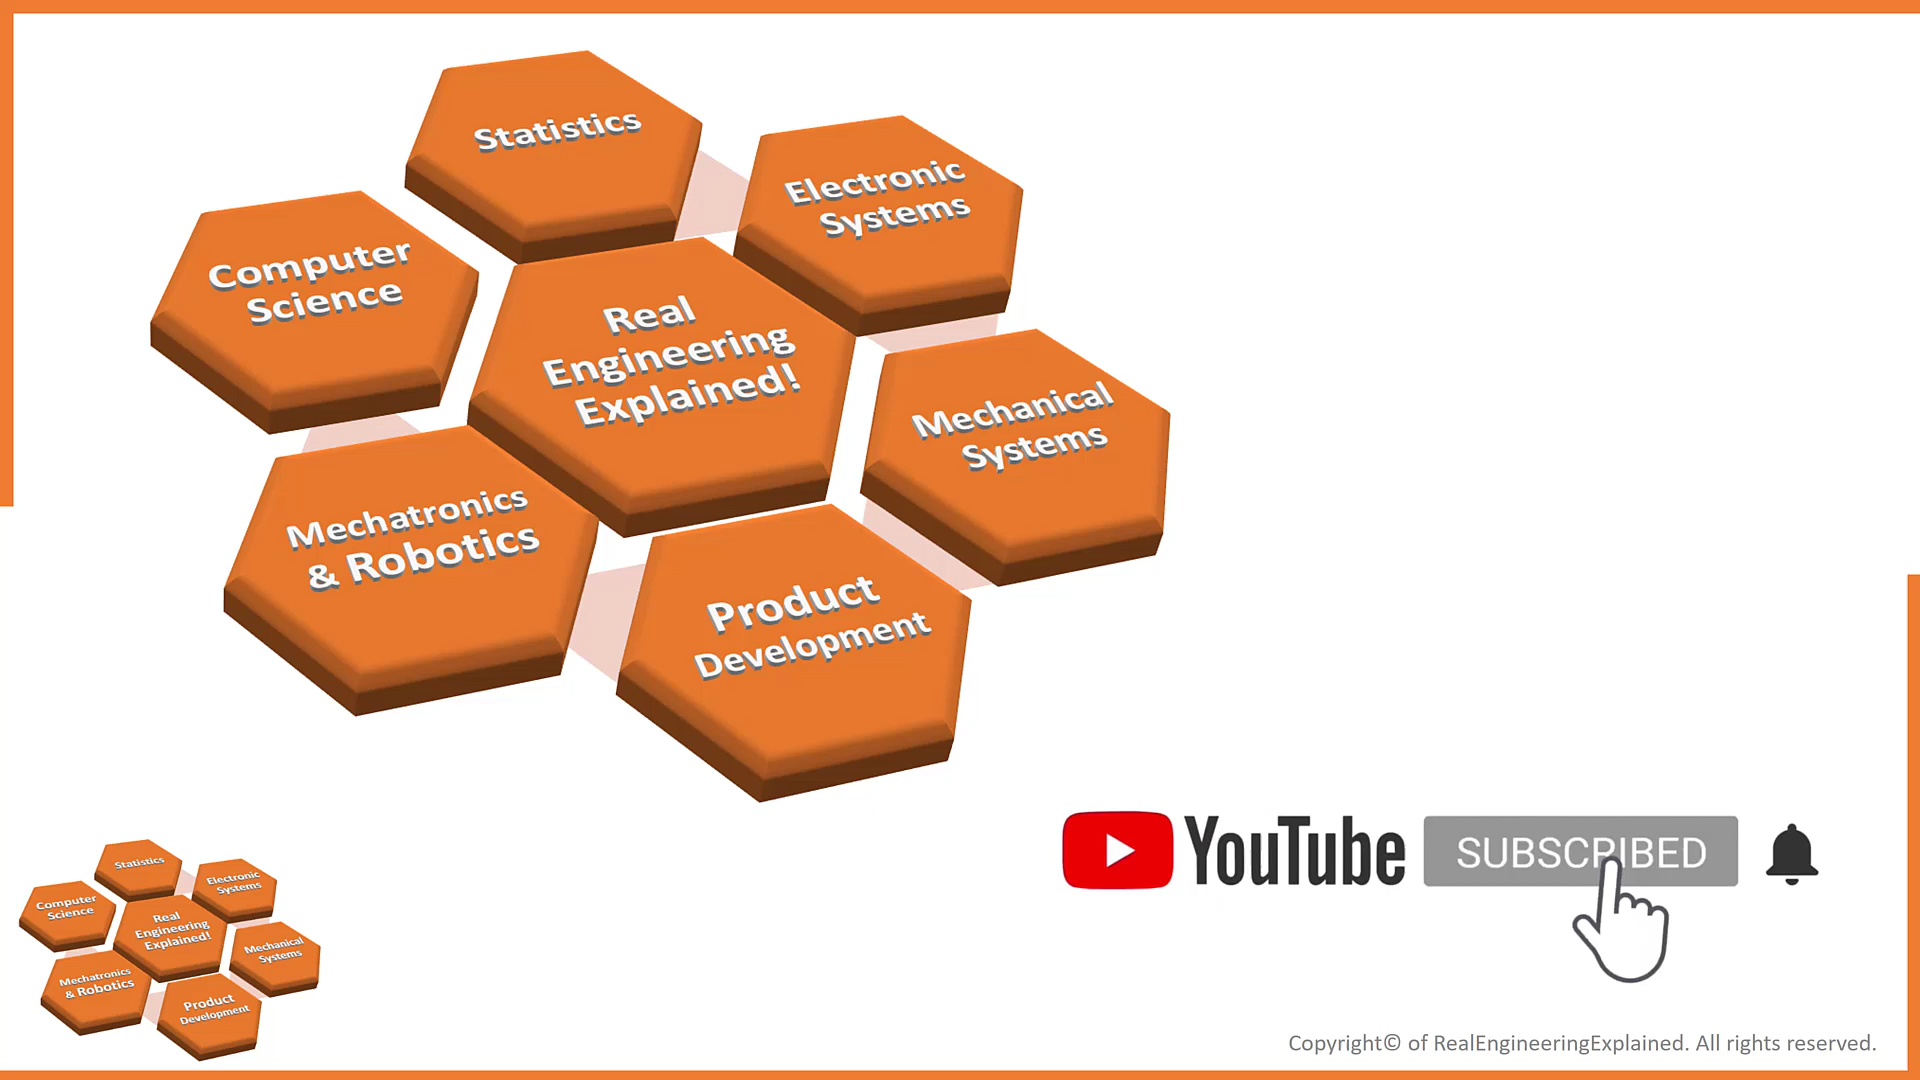 Statistics
Electronic
Systems
Computer
Science
Real
Engineering
Explained!
Mechanical
Systems
Mechatronics
& Robotics
Product
Development
YouTube
SUBSCRIBED
Statistics
Electronic
Systems
Computer
Science
Real
Engineering
Explained!
Mechanical
Systems
Mechatronics
& Robotics
Product
Development
Copyright© of RealEngineeringExplained. All rights reserved.